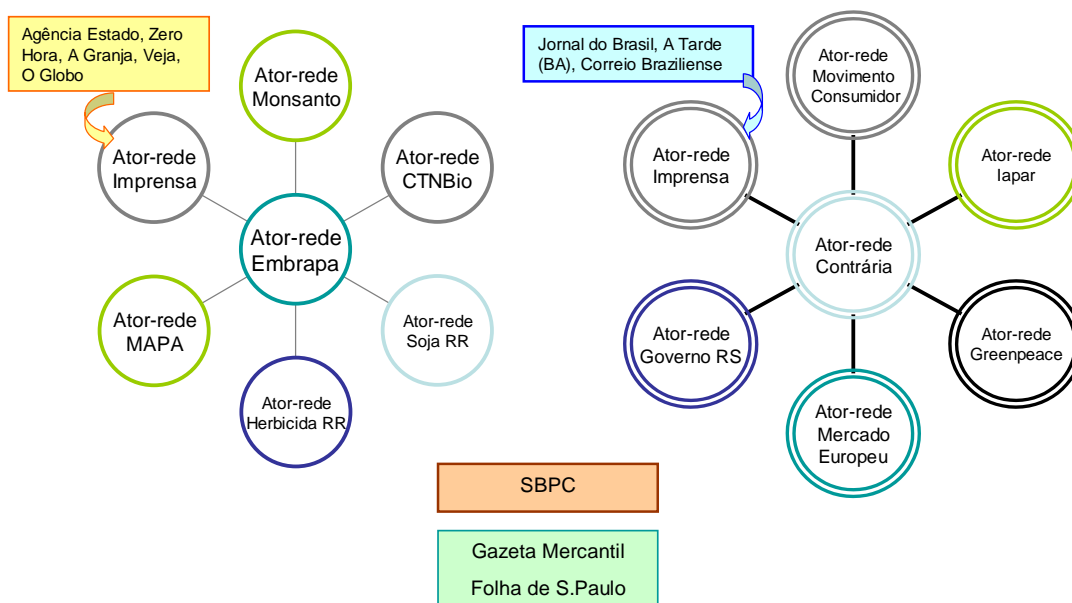 Agência Estado, Zero
Hora, A Granja, Veja,
O Globo
Ator-rede
Monsanto
Ator-rede
Imprensa
Ator-rede
CTNBio
Ator-rede
Embrapa
Ator-rede
MAPA
Ator-rede
Soja RR
Ator-rede
Herbicida RR
Jornal do Brasil, A Tarde
(BA), Correio Braziliense
Ator-rede
Movimento
Consumidor
Ator-rede
Imprensa
Ator-rede
Iapar
Ator-rede
Contrária
Ator-rede
Governo RS
Ator-rede
Greenpeace
Ator-rede
Mercado
Europeu
SBPC
Gazeta Mercantil
Folha de S.Paulo